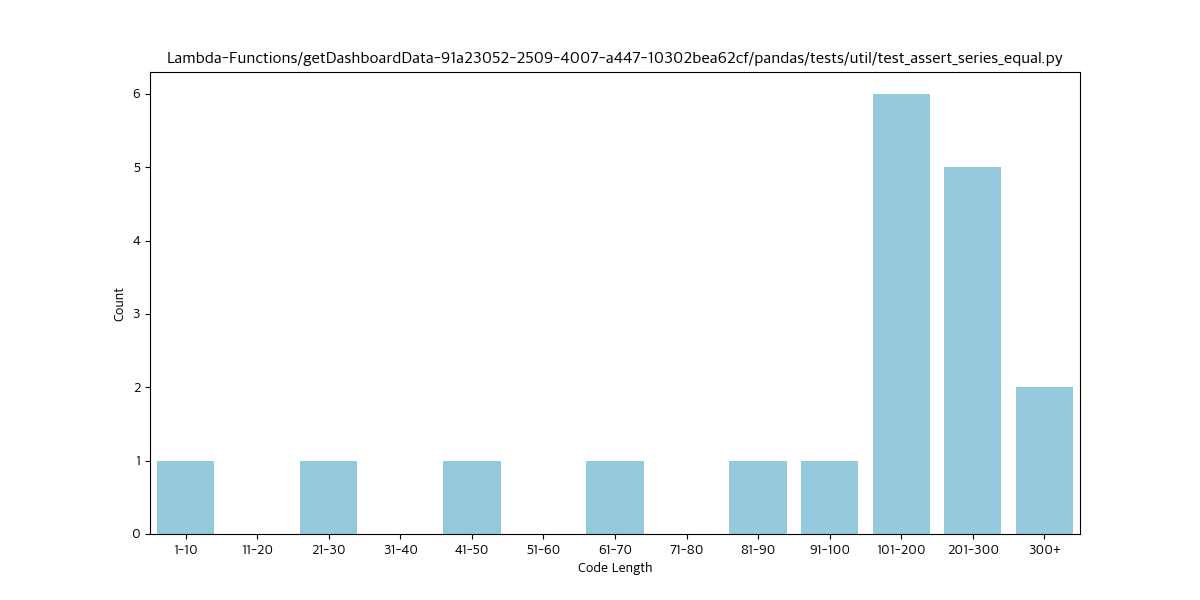 Lambda-Functions/getDashboardData-91a23052-2509-4007-a447-10302bea62cf/pandas/tests/util/test_assert_series_equal.py
6
5
4
3
2
1
0
Count
1-10 11-20 21-30 31-40 41-50 51-60 61-70 71-80 81-90 91-100 101-200 201-300 300+
Code Length